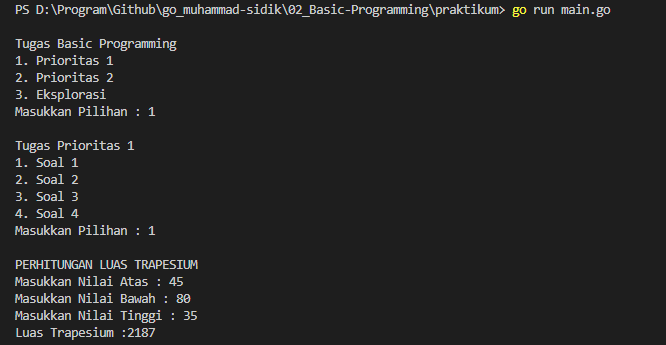 PS D:\Program\Github\go_muhammad-sidik\02_Basic-Programming\praktikum> go run main.go
Tugas Basic Programming
1. Prioritas 1
2. Prioritas 2
3. Eksplorasi
Masukkan Pilihan : 1
Tugas Prioritas 1
1. Soal 1
2. Soal 2
3. Soal 3
4. Soal 4
Masukkan Pilihan : 1
PERHITUNGAN LUAS TRAPESIUM
Masukkan Nilai Atas : 45
Masukkan Nilai Bawah : 80
Masukkan Nilai Tinggi : 35
Luas Trapesium :2187